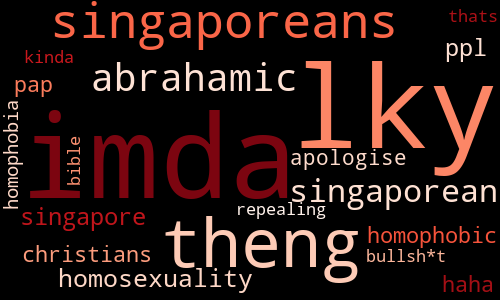 singaporeans
thats
kinda
ppl
pap
abrahamic
lky
imda
homophobia
bible
apologise
singaporean
repealing
singapore
theng
homophobic
christians
bullsh*t
homosexuality
haha